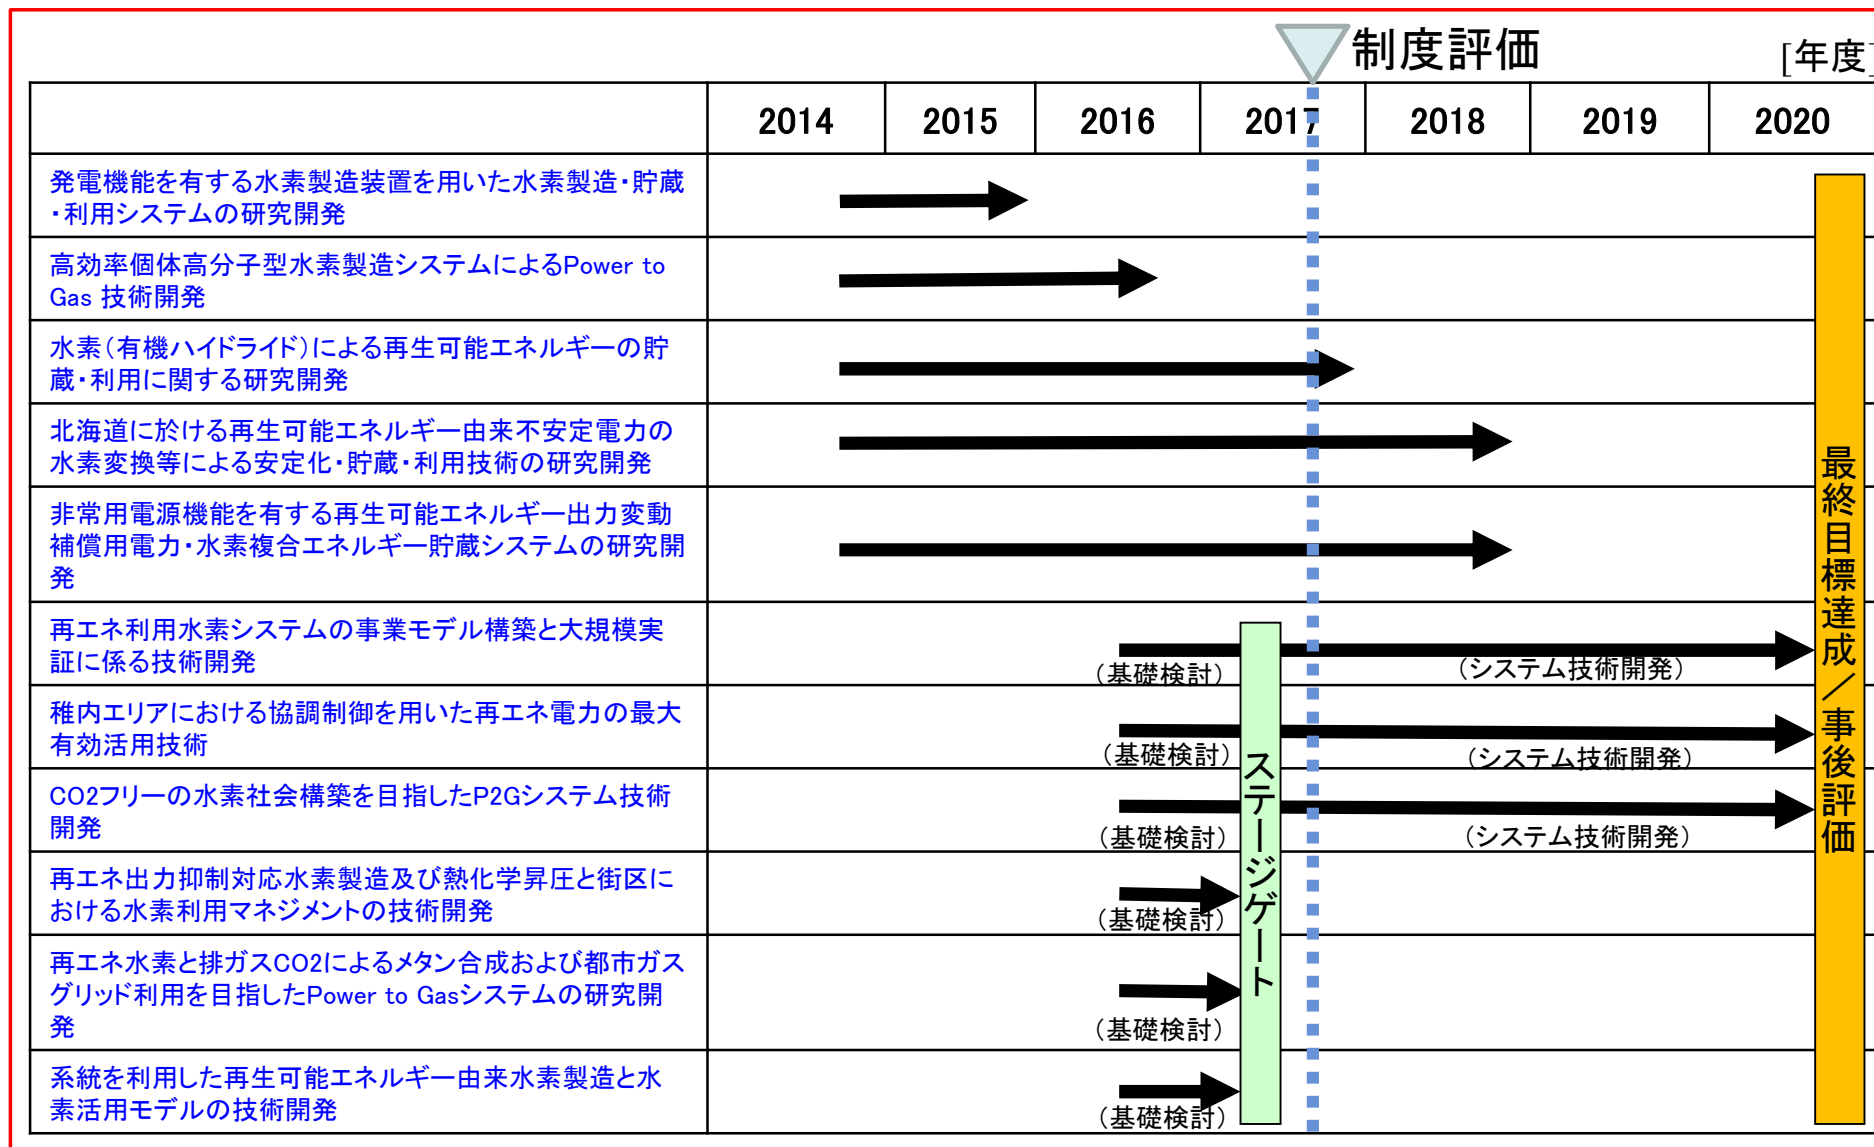 制度評価
[年度]
2014 2015 2016 2017 2018 2019 2020
発電機能を有する水素製造装置を用いた水素製造・貯蔵
・利用システムの研究開発
高効率個体高分子型水素製造システムによるPower to
Gas 技術開発
水素（有機ハイドライド）による再生可能エネルギーの貯
蔵・利用に関する研究開発
北海道に於ける再生可能エネルギー由来不安定電力の
水素変換等による安定化・貯蔵・利用技術の研究開発
非常用電源機能を有する再生可能エネルギー出力変動
補償用電力・水素複合エネルギー貯蔵システムの研究開
発
再エネ利用水素システムの事業モデル構築と大規模実
証に係る技術開発
（基礎検討）
（システム技術開発）
稚内エリアにおける協調制御を用いた再エネ電力の最大
有効活用技術
（基礎検討）
（システム技術開発）
CO2フリーの水素社会構築を目指したP2Gシステム技術
開発
（基礎検討）
（システム技術開発）
再エネ出力抑制対応水素製造及び熱化学昇圧と街区に
おける水素利用マネジメントの技術開発
（基礎検討）
再エネ水素と排ガスCO2によるメタン合成および都市ガス
グリッド利用を目指したPower to Gasシステムの研究開
発
（基礎検討）
系統を利用した再生可能エネルギー由来水素製造と水
素活用モデルの技術開発
（基礎検討）
ステージゲート
最終目標達成／事後評価